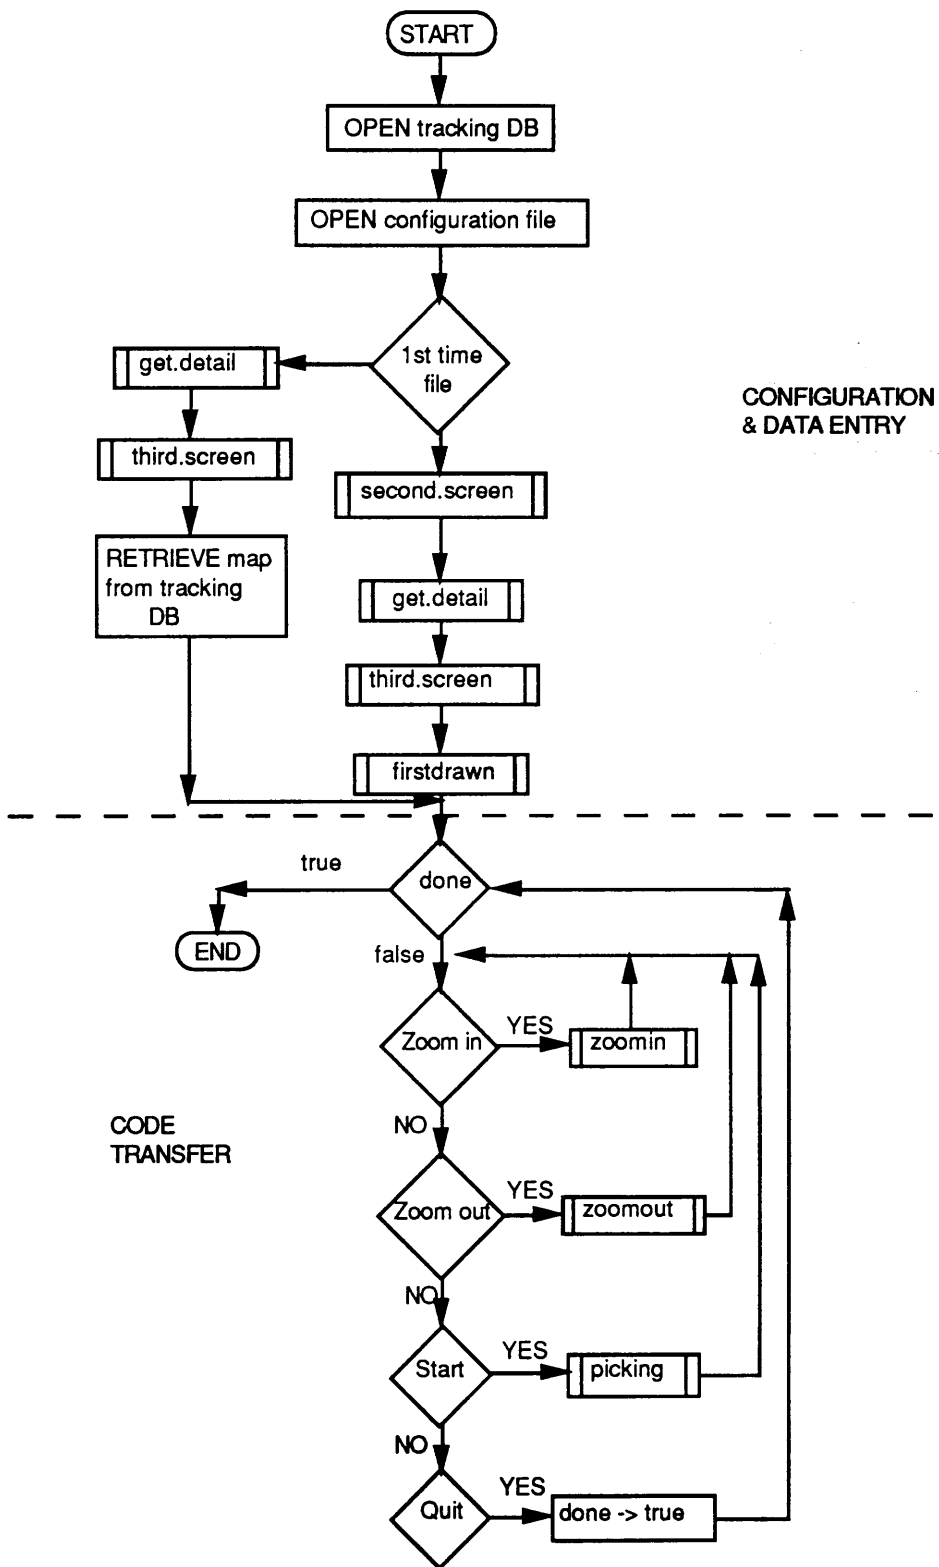 START
OPEN tracking DB
OPEN configuration file
1st time
file
get.detail
third.screen
RETRIEVE map
from tracking
DB
second.screen
get.detail
third.screen
firstdrawn
CONFIGURATION
& DATA ENTRY
done
true
END
false
Zoom in
YES
zoomin
NO
CODE
TRANSFER
Zoom out
YES
zoomout
NO
Start
YES
picking
NO
Quit
YES
done -> true